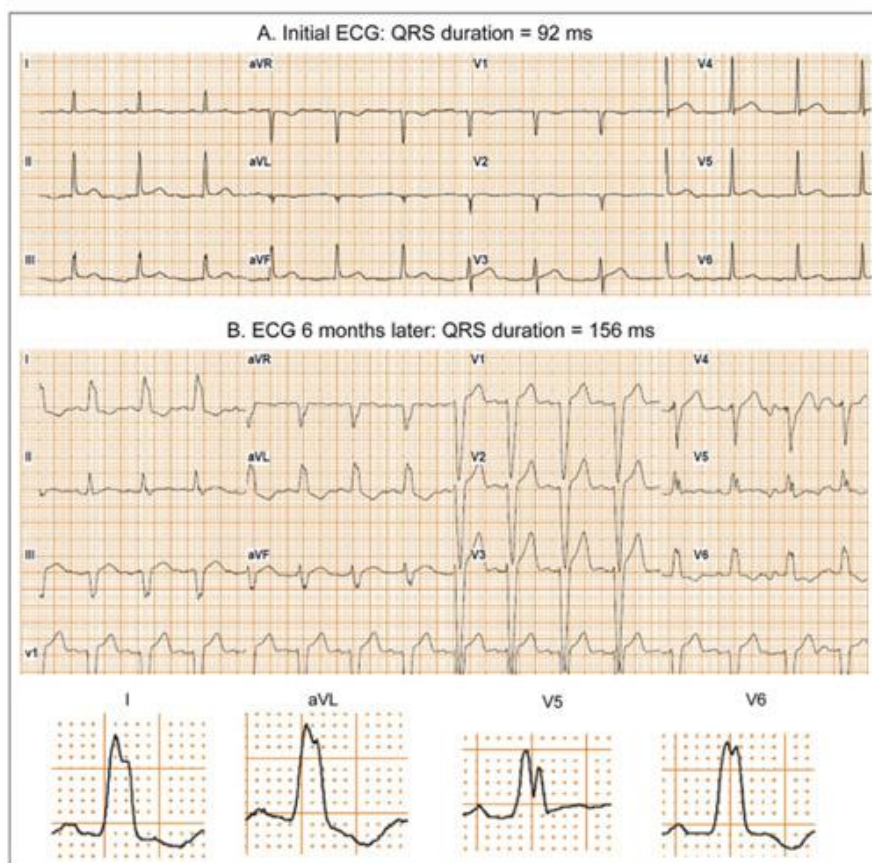 A. Initial ECG: QRS duration = 92 ms
I aVR V1 V4
II aVL V2 V5
III aVF V3 V6
B. ECG 6 months later: QRS duration = 156 ms
I aVR V1 V4
II aVL V2 V5
III aVF V3 V6
v1
I aVL V5 V6